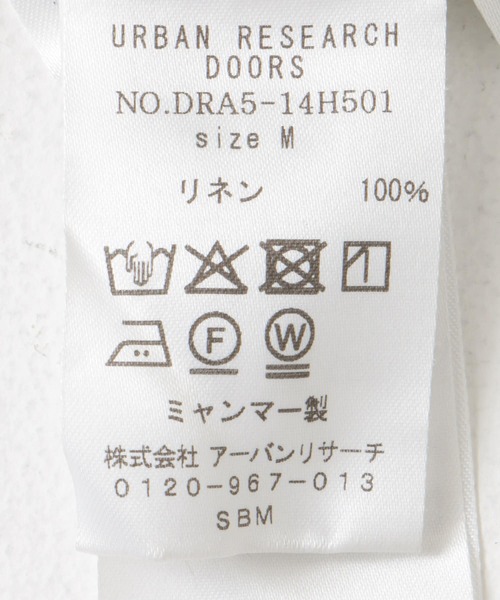 URBAN RESEARCH
DOORS
NO.DRA5-14H501
size M
リネン 100%
F W
ミャンマー製
株式会社 アーバンリサーチ
0120-967-013
SBM